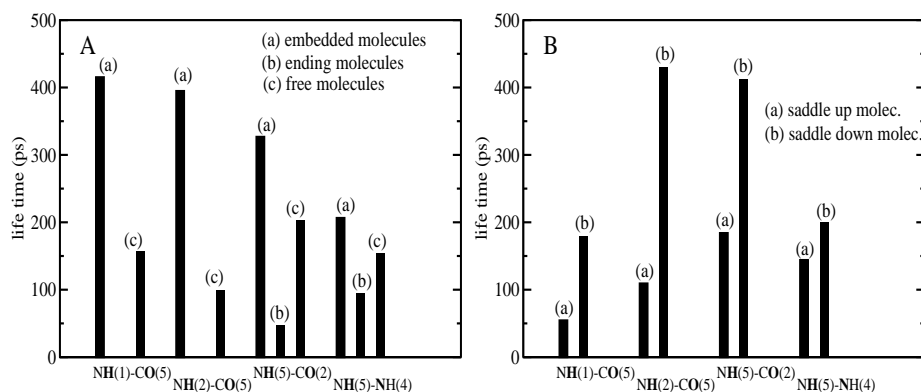 500
400
300
200
100
0
life time (ps)
A
(a) embedded molecules
(b) ending molecules
(c) free molecules
(a)
(c)
(a)
(c)
(a)
(b)
(c)
(a)
(b)
(c)
NH(1)-CO(5)
NH(2)-CO(5)
NH(5)-CO(2)
NH(5)-NH(4)
500
400
300
200
100
0
life time (ps)
B
(a) saddle up molec.
(b) saddle down molec.
(a)
(b)
(a)
(b)
(a)
(b)
(a)
(b)
NH(1)-CO(5)
NH(2)-CO(5)
NH(5)-CO(2)
NH(5)-NH(4)